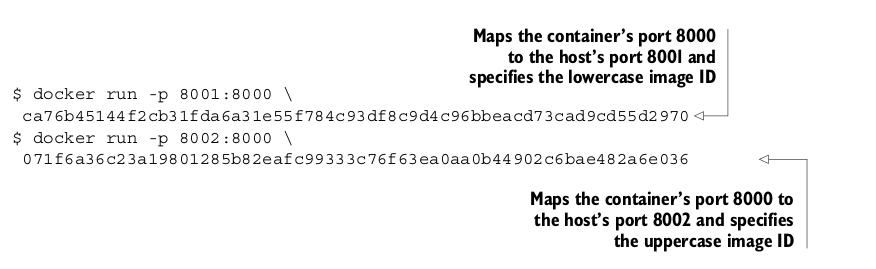 Maps the container's port 8000
to the host's port 8001 and
specifies the lowercase image ID
$ docker run -p 8001:8000 \
ca76b45144f2cb31fda6a31e55f784c93df8c9d4c96bbeacd73cad9cd55d2970
$ docker run -p 8002:8000 \
071f6a36c23a19801285b82eafc99333c76f63ea0aa0b44902c6bae482a6e036
Maps the container's port 8000 to
the host's port 8002 and specifies
the uppercase image ID